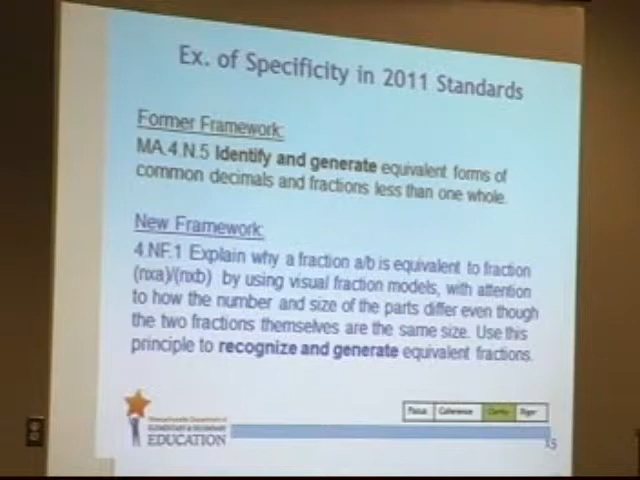 Ex. of Specificity in 2011 Standards
Former Framework:
MA.4.N.5 Identify and generate equivalent forms of
common decimals and fractions less than one whole.
New Framework:
4.NF.1 Explain why a fraction a/b is equivalent to fraction
(nxa)/(nxb) by using visual fraction models, with attention
to how the number and size of the parts differ even though
the two fractions themselves are the same size. Use this
principle to recognize and generate equivalent fractions.
Focus Coherence Clarity Rigor
Massachusetts Department of
ELEMENTARY & SECONDARY
EDUCATION
15